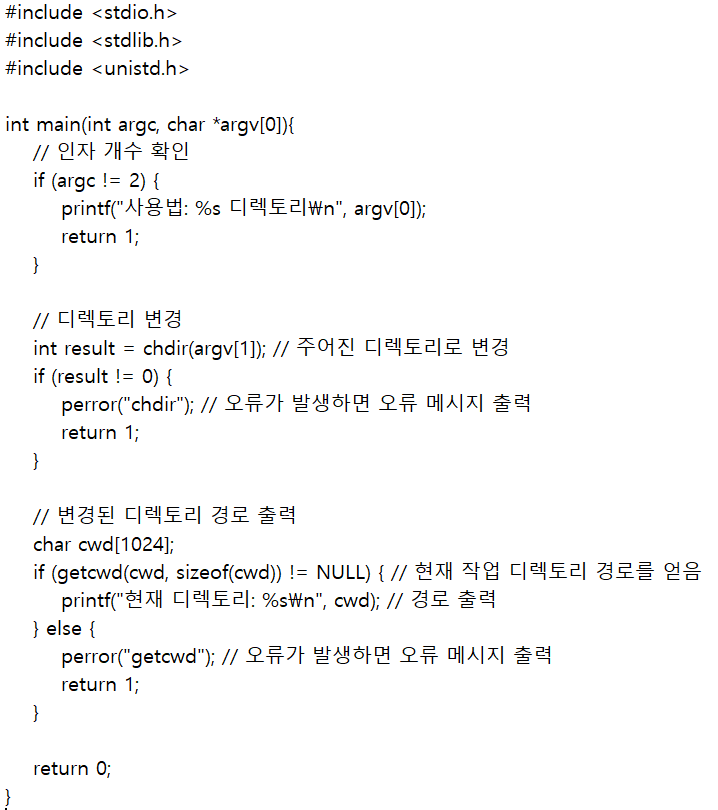 #include <stdio.h>
#include <stdlib.h>
#include <unistd.h>
int main(int argc, char *argv[0]){
// 인자 개수 확인
if (argc != 2) {
printf("사용법: %s 디렉토리₩n", argv[0]);
return 1;
}
// 디렉토리 변경
int result = chdir(argv[1]); // 주어진 디렉토리로 변경
if (result != 0) {
perror("chdir"); // 오류가 발생하면 오류 메시지 출력
return 1;
}
// 변경된 디렉토리 경로 출력
char cwd[1024];
if (getcwd(cwd, sizeof(cwd)) != NULL) { // 현재 작업 디렉토리 경로를 얻음
printf("현재 디렉토리: %s₩n", cwd); // 경로 출력
} else {
perror("getcwd"); // 오류가 발생하면 오류 메시지 출력
return 1;
}
return 0;
}